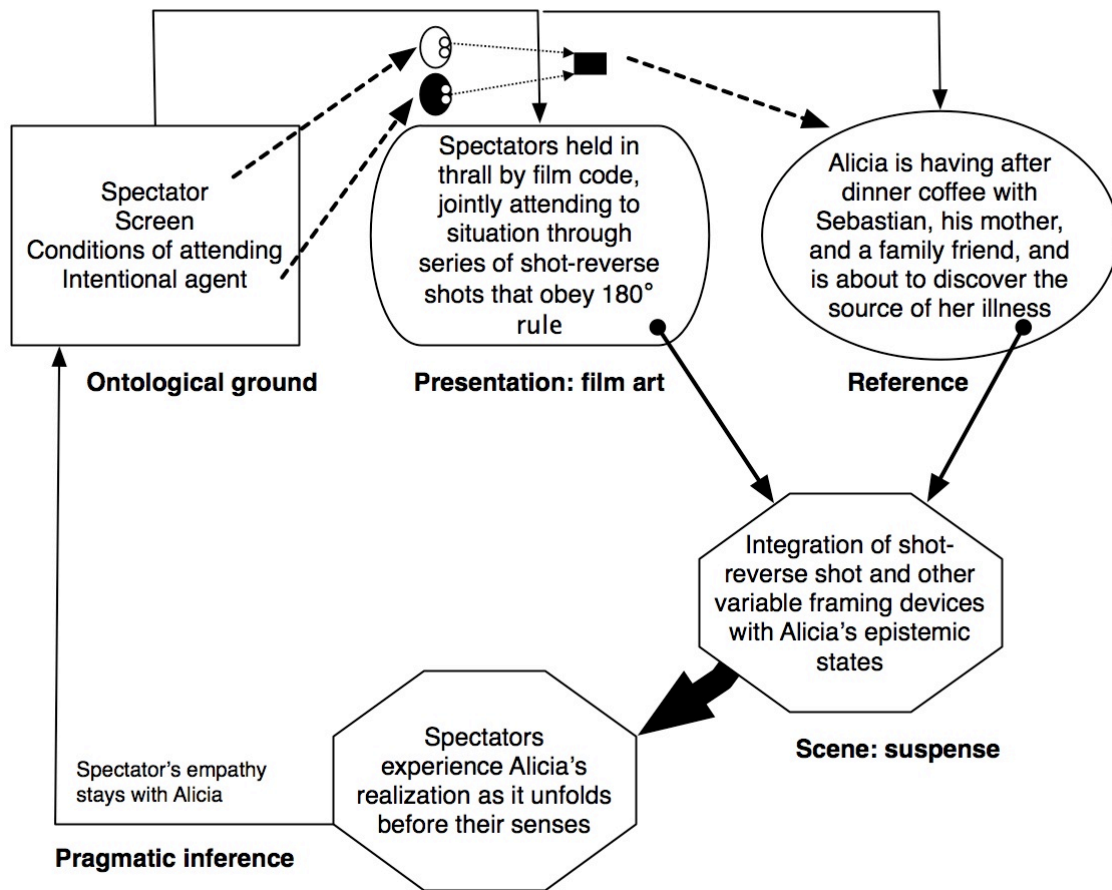 Spectator
Screen
Conditions of attending
Intentional agent
Ontological ground
Spectators held in
thrall by film code,
jointly attending to
situation through
series of shot-reverse
shots that obey 180°
rule
Presentation: film art
Alicia is having after
dinner coffee with
Sebastian, his mother,
and a family friend, and
is about to discover the
source of her illness
Reference
Integration of shot-
reverse shot and other
variable framing devices
with Alicia's epistemic
states
Scene: suspense
Spectators
experience Alicia's
realization as it unfolds
before their senses
Spectator's empathy
stays with Alicia
Pragmatic inference